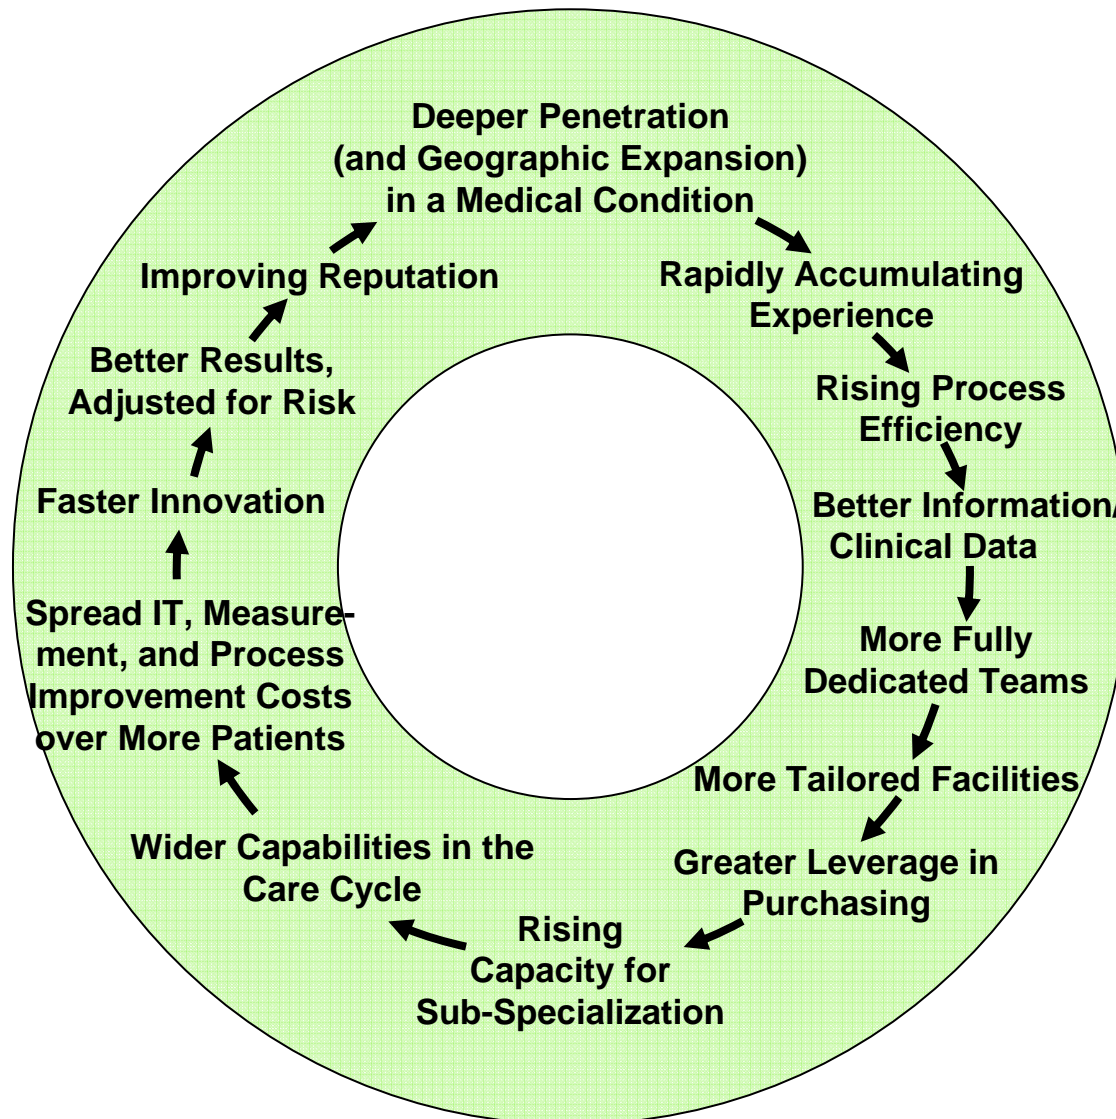 Deeper Penetration
(and Geographic Expansion)
in a Medical Condition
Rapidly Accumulating
Experience
Rising Process
Efficiency
Better Information/
Clinical Data
More Fully
Dedicated Teams
More Tailored Facilities
Greater Leverage in
Purchasing
Rising
Capacity for
Sub-Specialization
Wider Capabilities in the
Care Cycle
Spread IT, Measure-
ment, and Process
Improvement Costs
over More Patients
Faster Innovation
Better Results,
Adjusted for Risk
Improving Reputation